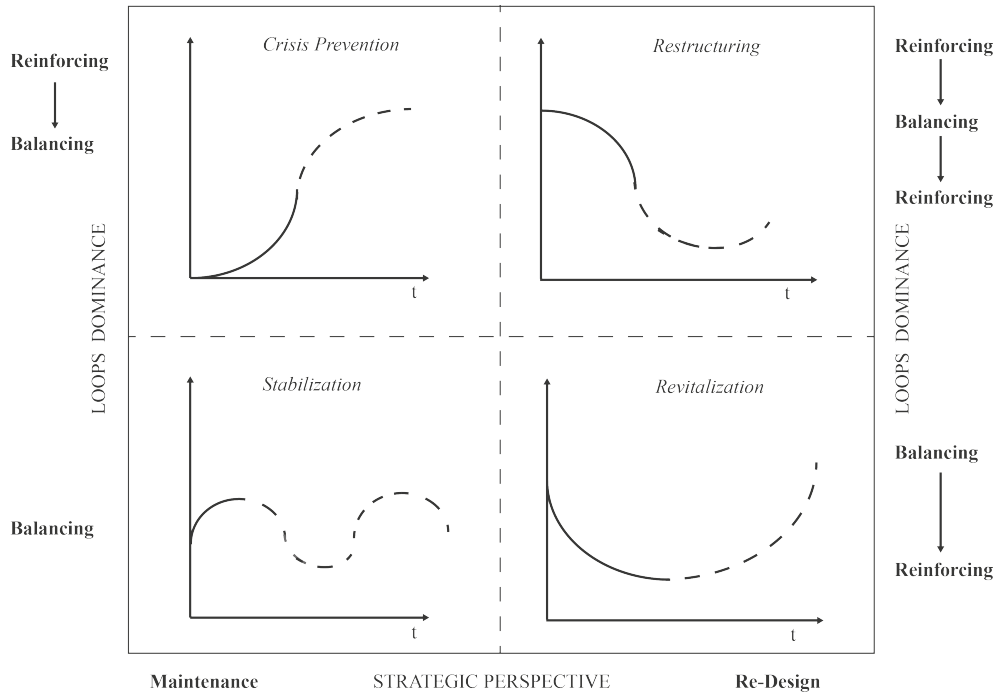 Crisis Prevention
Restructuring
Reinforcing
Balancing
Reinforcing
Balancing
Reinforcing
t
t
LOOPS DOMINANCE
LOOPS DOMINANCE
Stabilization
Revitalization
Balancing
Balancing
Reinforcing
t
t
Maintenance
STRATEGIC PERSPECTIVE
Re-Design